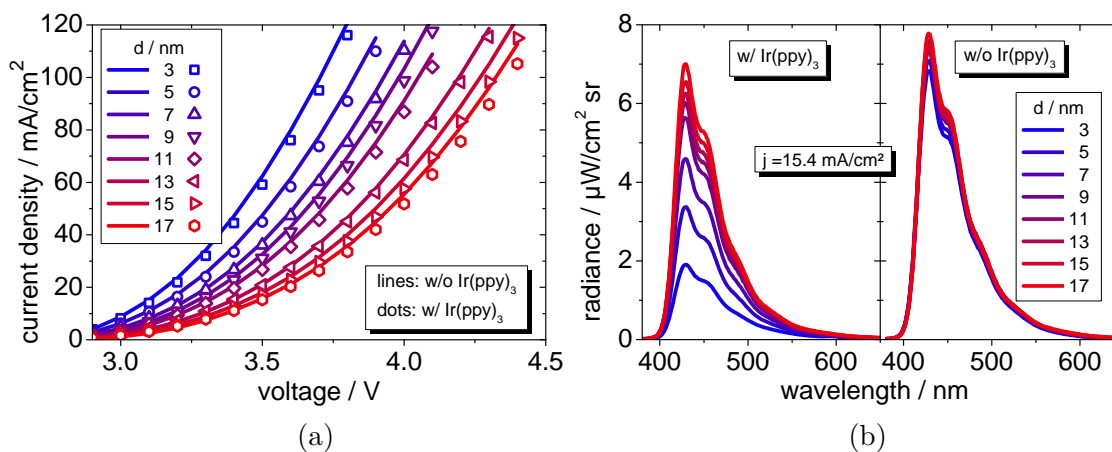 120
100
80
60
40
20
0
current density / mA/cm²
3.0 3.5 4.0 4.5
voltage / V
d / nm
3
5
7
9
11
13
15
17
lines: w/o Ir(ppy)₃
dots: w/ Ir(ppy)₃
(a)
8
6
4
2
0
radiance / µW/cm² sr
w/ Ir(ppy)₃
w/o Ir(ppy)₃
j =15.4 mA/cm²
d / nm
3
5
7
9
11
13
15
17
400 500 600 400 500 600
wavelength / nm
(b)